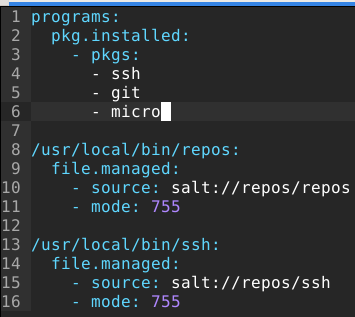 1 programs:
2   pkg.installed:
3     - pkgs:
4       - ssh
5       - git
6       - micro
7
8 /usr/local/bin/repos:
9   file.managed:
10     - source: salt://repos/repos
11     - mode: 755
12
13 /usr/local/bin/ssh:
14   file.managed:
15     - source: salt://repos/ssh
16     - mode: 755